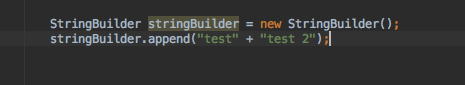 StringBuilder stringBuilder = new StringBuilder();
stringBuilder.append("test" + "test 2");